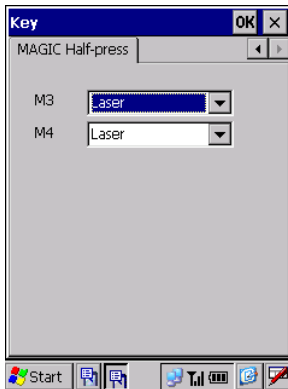 Key OK
MAGIC Half-press
M3 Laser
M4 Laser
Start